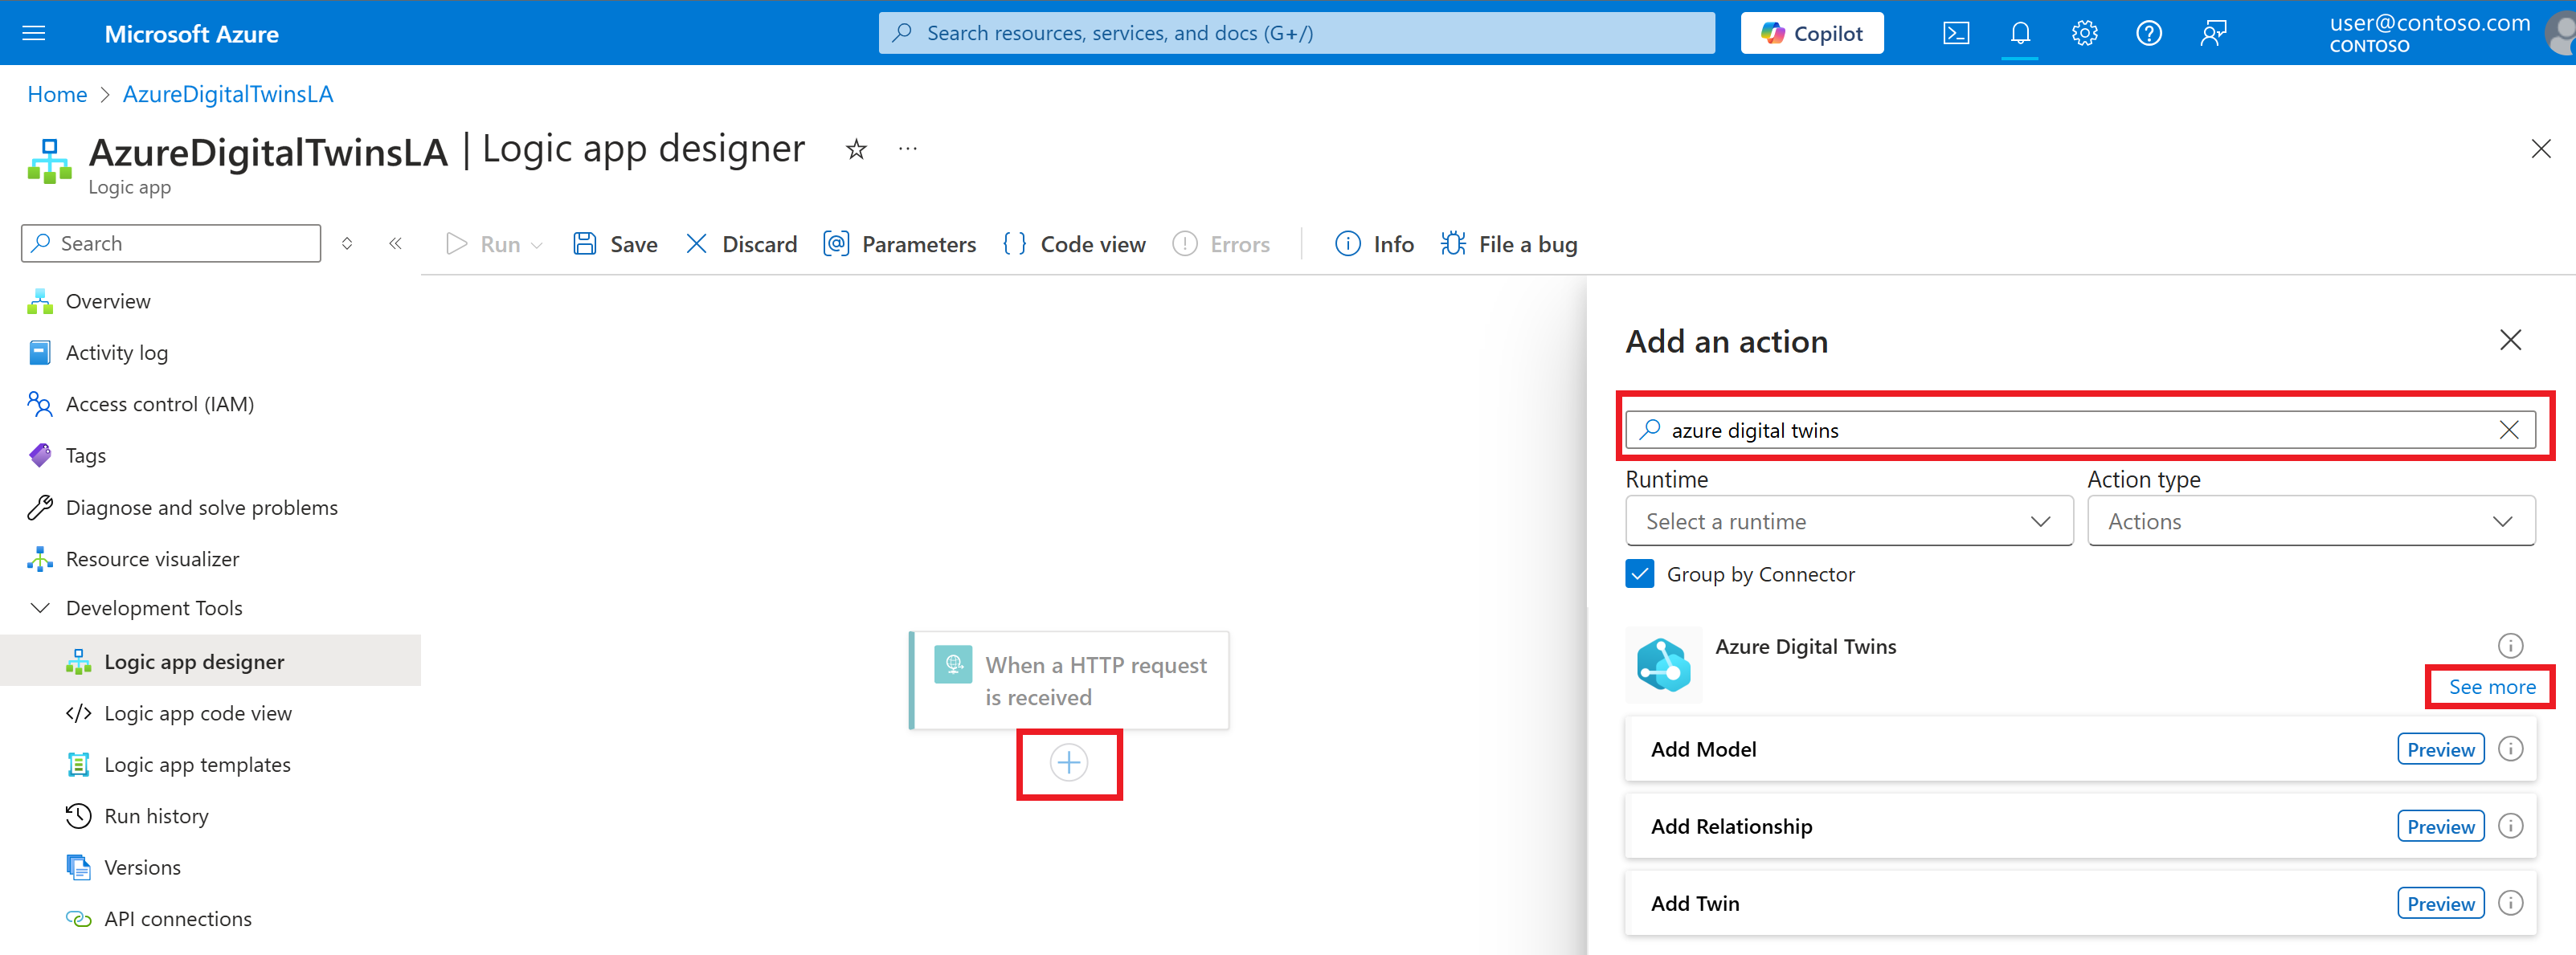 Microsoft Azure
Search resources, services, and docs (G+/)
Copilot
user@contoso.com
CONTOSO
Home > AzureDigitalTwinsLA
AzureDigitalTwinsLA | Logic app designer
Logic app
Search
Run
Save
Discard
Parameters
Code view
Errors
Info
File a bug
Overview
Activity log
Access control (IAM)
Tags
Diagnose and solve problems
Resource visualizer
Development Tools
Logic app designer
Logic app code view
Logic app templates
Run history
Versions
API connections
When a HTTP request
is received
Add an action
azure digital twins
Runtime
Action type
Select a runtime
Actions
Group by Connector
Azure Digital Twins
See more
Add Model
Preview
Add Relationship
Preview
Add Twin
Preview